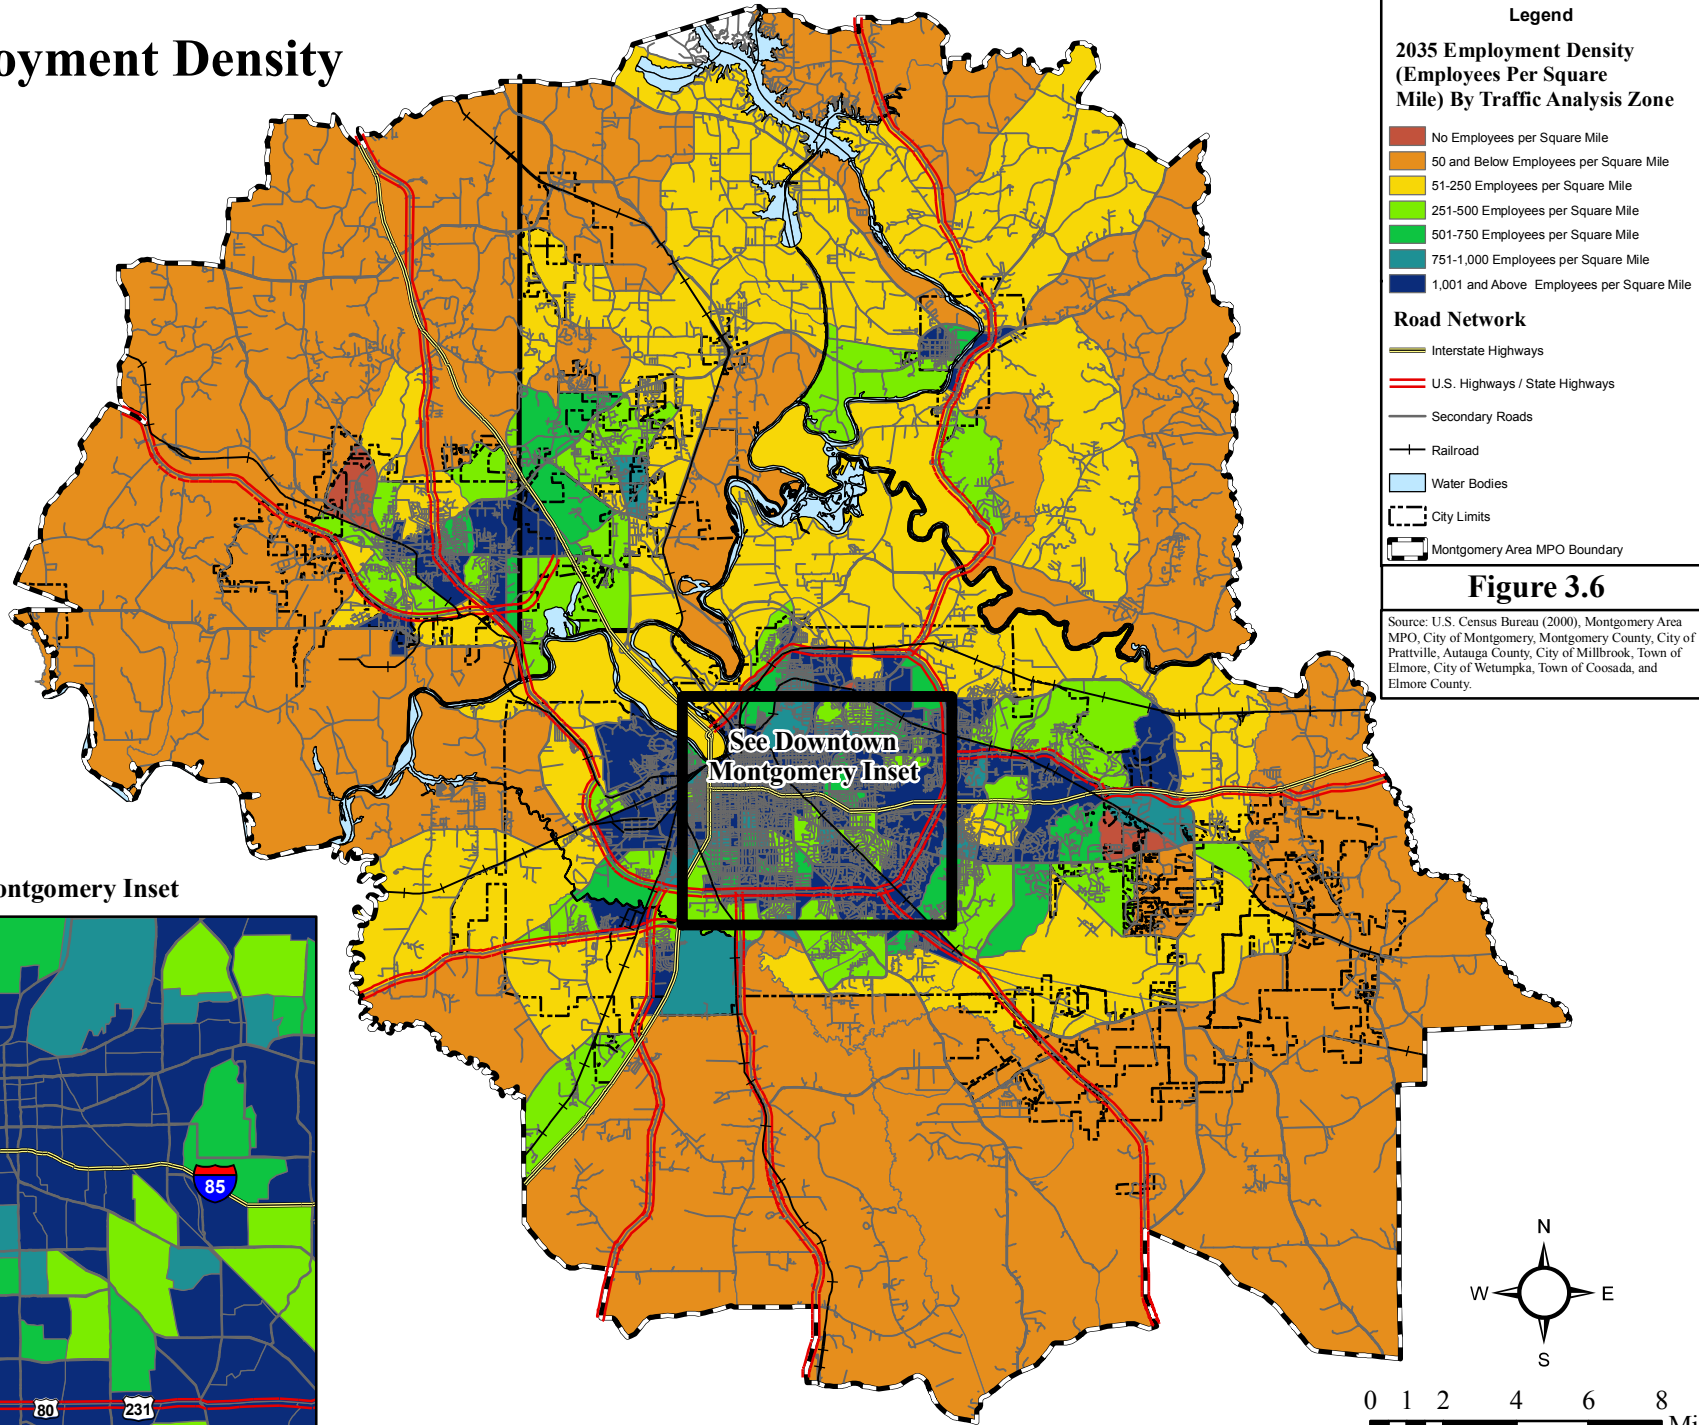 oyment Density
Legend
2035 Employment Density
(Employees Per Square
Mile) By Traffic Analysis Zone
No Employees per Square Mile
50 and Below Employees per Square Mile
51-250 Employees per Square Mile
251-500 Employees per Square Mile
501-750 Employees per Square Mile
751-1,000 Employees per Square Mile
1,001 and Above Employees per Square Mile
Road Network
Interstate Highways
U.S. Highways / State Highways
Secondary Roads
Railroad
Water Bodies
City Limits
Montgomery Area MPO Boundary
Figure 3.6
Source: U.S. Census Bureau (2000), Montgomery Area
MPO, City of Montgomery, Montgomery County, City of
Prattville, Autauga County, City of Millbrook, Town of
Elmore, City of Wetumpka, Town of Coosada, and
Elmore County.
See Downtown
Montgomery Inset
ontgomery Inset
85
80
231
N
W E
S
0 1 2 4 6 8
Mi